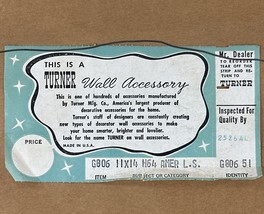 THIS IS A
TURNER Wall Accessory
This is one of hundreds of accessories manufactured
by Turner Mfg. Co., America's largest producer of
decorative accessories for the home.
Turner's staff of designers are constantly creating
new types of decorator wall accessories to make
your home smarter, brighter and lovelier.
Look for the name TURNER on wall accessories.
MADE IN U.S.A.
PRICE
Mr. Dealer
TO REORDER
TEAR OFF THIS
STRIP AND RE-
TURN TO
TURNER
Inspected For
Quality By
G806 11X14 H64 AMER L.S. G806 51
ITEM SUBJECT OR CATEGORY IDENTITY